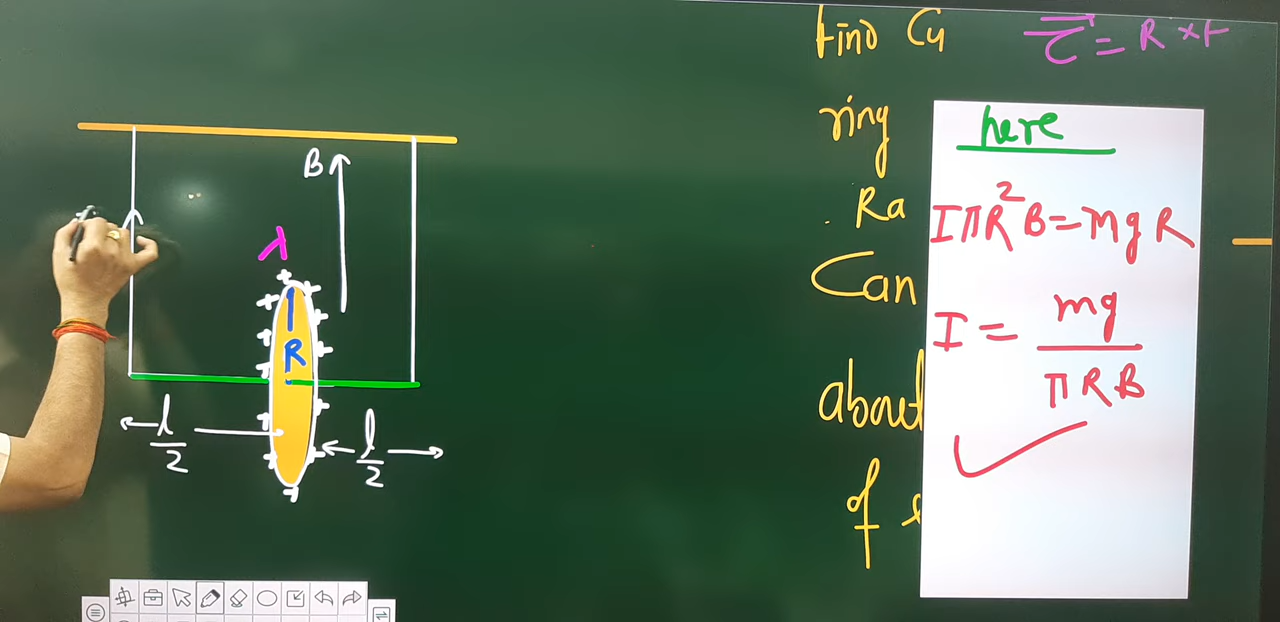 find Cu
τ = R × F
ring
Ra
Can
about
of
here
IπR²B = mgR
I = mg / πRB
B
λ
R
l/2
l/2